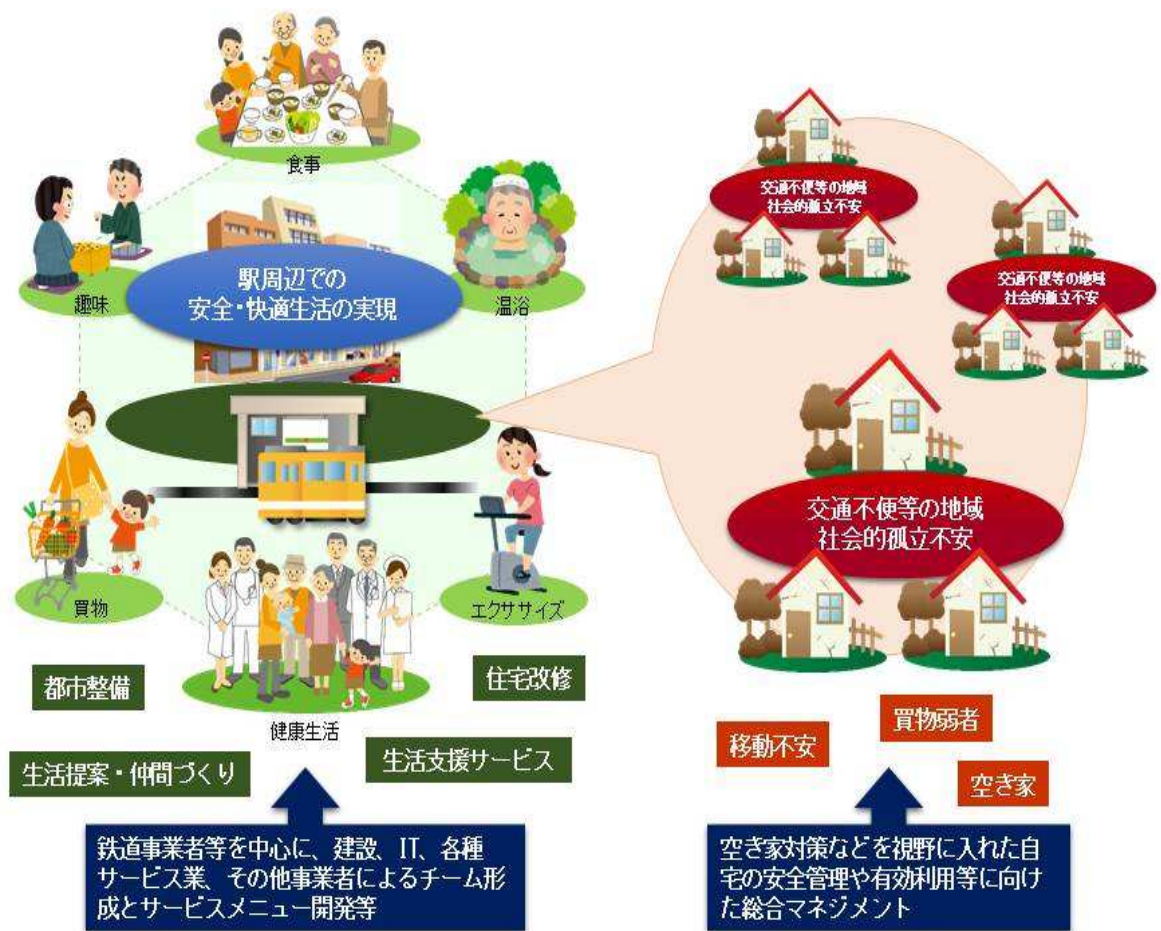 食事
趣味
駅周辺での
安全・快適生活の実現
温浴
買物
エクササイズ
健康生活
都市整備
住宅改修
生活提案・仲間づくり
生活支援サービス
鉄道事業者等を中心に、建設、IT、各種
サービス業、その他事業者によるチーム形
成とサービスメニュー開発等
交通不便等の地域
社会的孤立不安
交通不便等の地域
社会的孤立不安
交通不便等の地域
社会的孤立不安
買物弱者
移動不安
空き家
空き家対策などを視野に入れた自
宅の安全管理や有効利用等に向け
た総合マネジメント